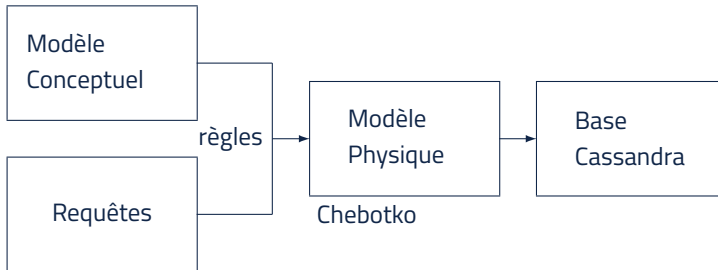 Modèle
Conceptuel
règles
Requêtes
Modèle
Physique
Chebotko
Base
Cassandra